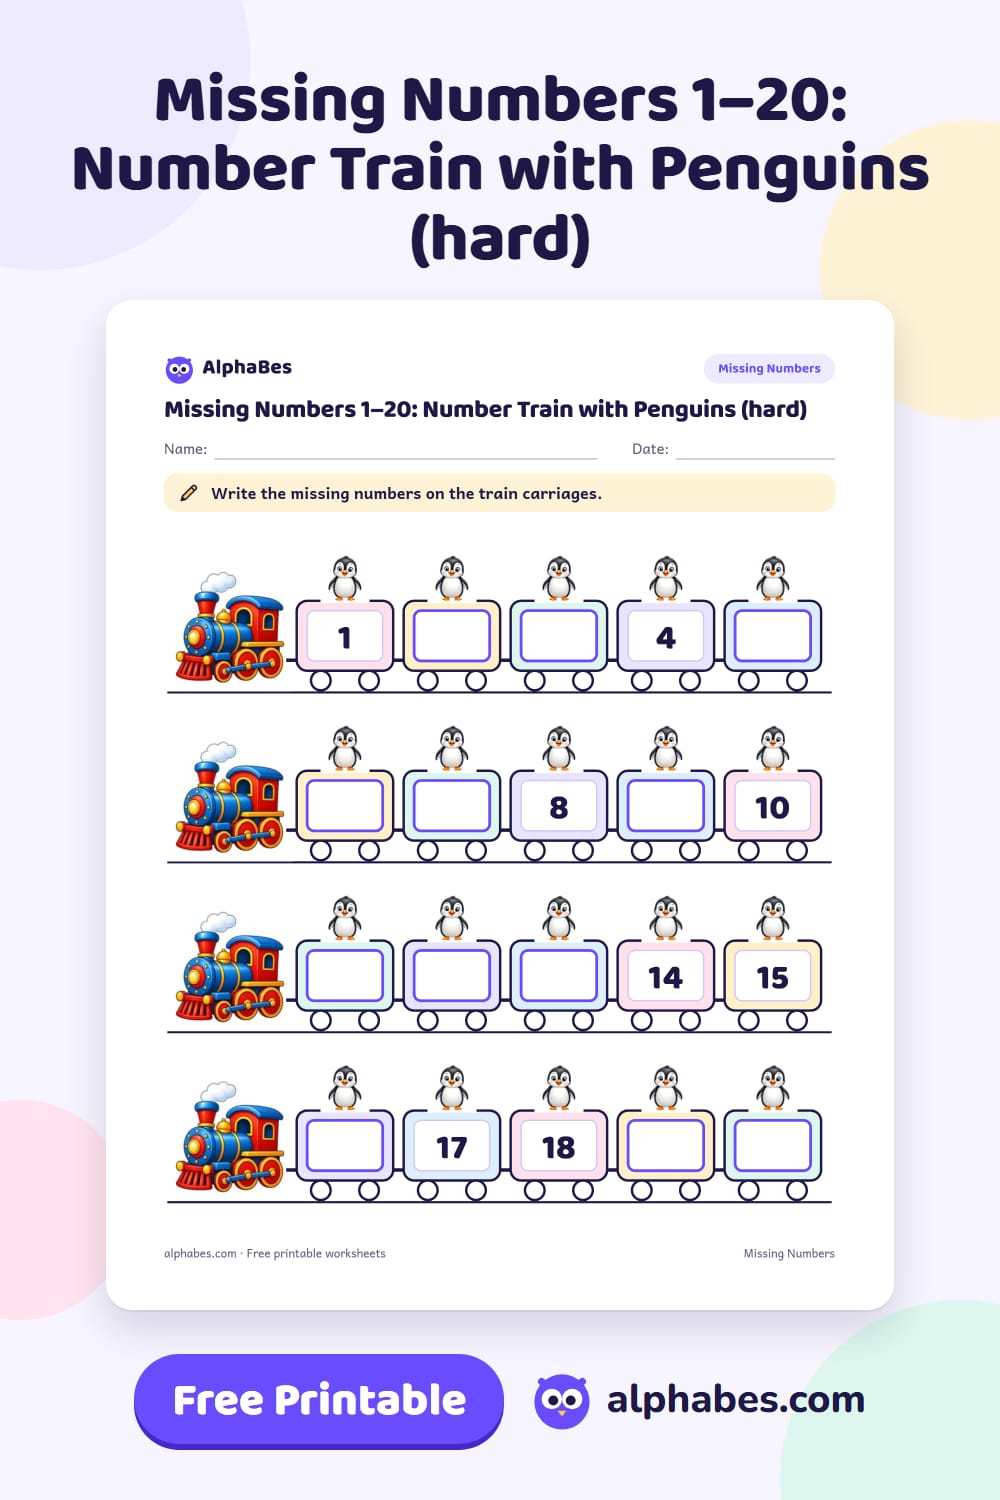 Missing Numbers 1–20:
Number Train with Penguins
(hard)
AlphaBes
Missing Numbers
Missing Numbers 1–20: Number Train with Penguins (hard)
Name:
Date:
Write the missing numbers on the train carriages.
1 4
8 10
14 15
17 18
alphabes.com · Free printable worksheets
Missing Numbers
Free Printable
alphabes.com